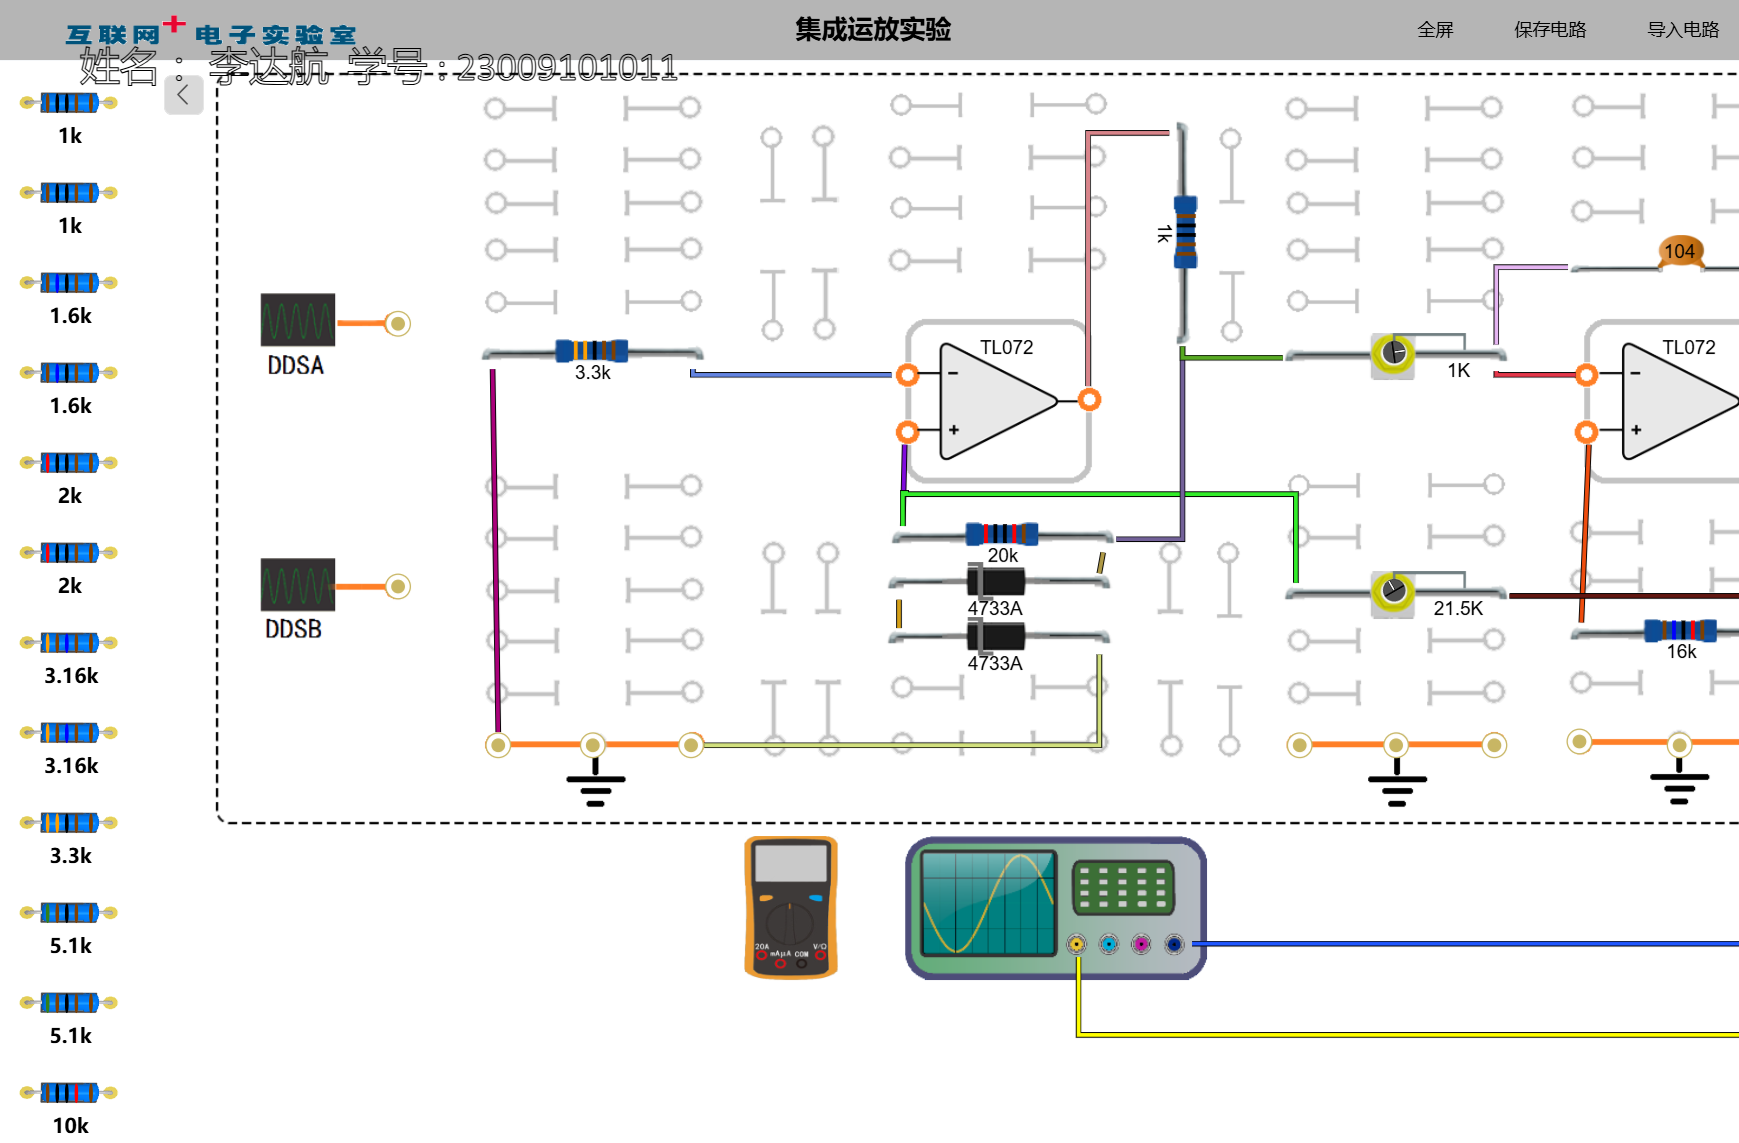 互联网+电子实验室
集成运放实验
全屏
保存电路
导入电路
姓名：李达航 学号：23009101011
1k
1k
1.6k
1.6k
2k
2k
3.16k
3.16k
3.3k
5.1k
5.1k
10k
DDSA
DDSB
3.3k
TL072
1k
1K
104
TL072
20k
4733A
4733A
21.5K
16k
20A
mAμA
COM
V/Ω